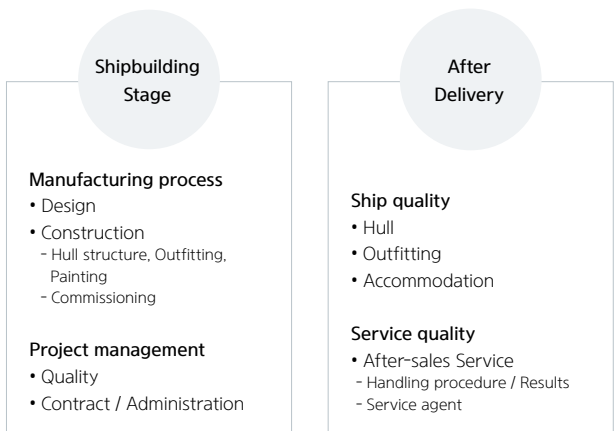 Shipbuilding
Stage
Manufacturing process
• Design
• Construction
- Hull structure, Outfitting,
Painting
- Commissioning
Project management
• Quality
• Contract / Administration
After
Delivery
Ship quality
• Hull
• Outfitting
• Accommodation
Service quality
• After-sales Service
- Handling procedure / Results
- Service agent